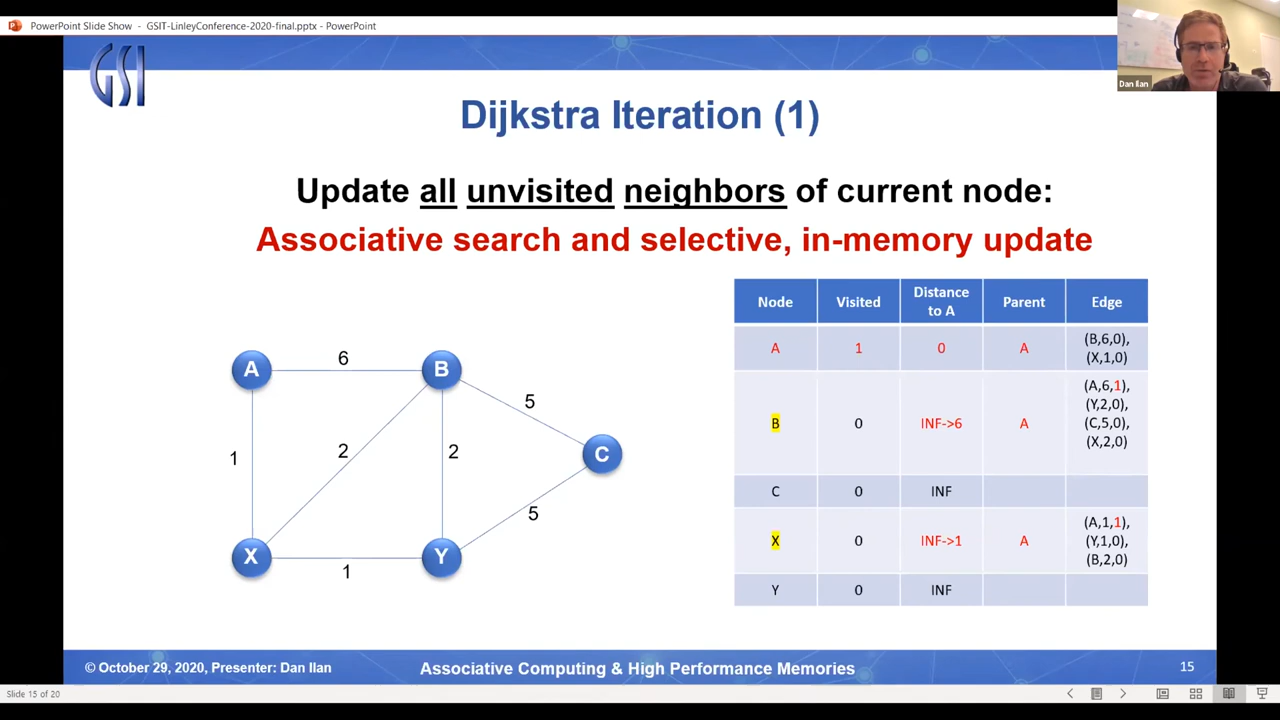 PowerPoint Slide Show - GSIT-LinleyConference-2020-final.pptx - PowerPoint
GSI
Dan Ilan
Dijkstra Iteration (1)
Update all unvisited neighbors of current node:
Associative search and selective, in-memory update
A
6
B
5
C
1
2
2
5
X
1
Y
Node Visited Distance to A Parent Edge
A 1 0 A (B,6,0),
(X,1,0)
B 0 INF->6 A (A,6,1),
(Y,2,0),
(C,5,0),
(X,2,0)
C 0 INF
X 0 INF->1 A (A,1,1),
(Y,1,0),
(B,2,0)
Y 0 INF
© October 29, 2020, Presenter: Dan Ilan
Associative Computing & High Performance Memories
15
Slide 15 of 20